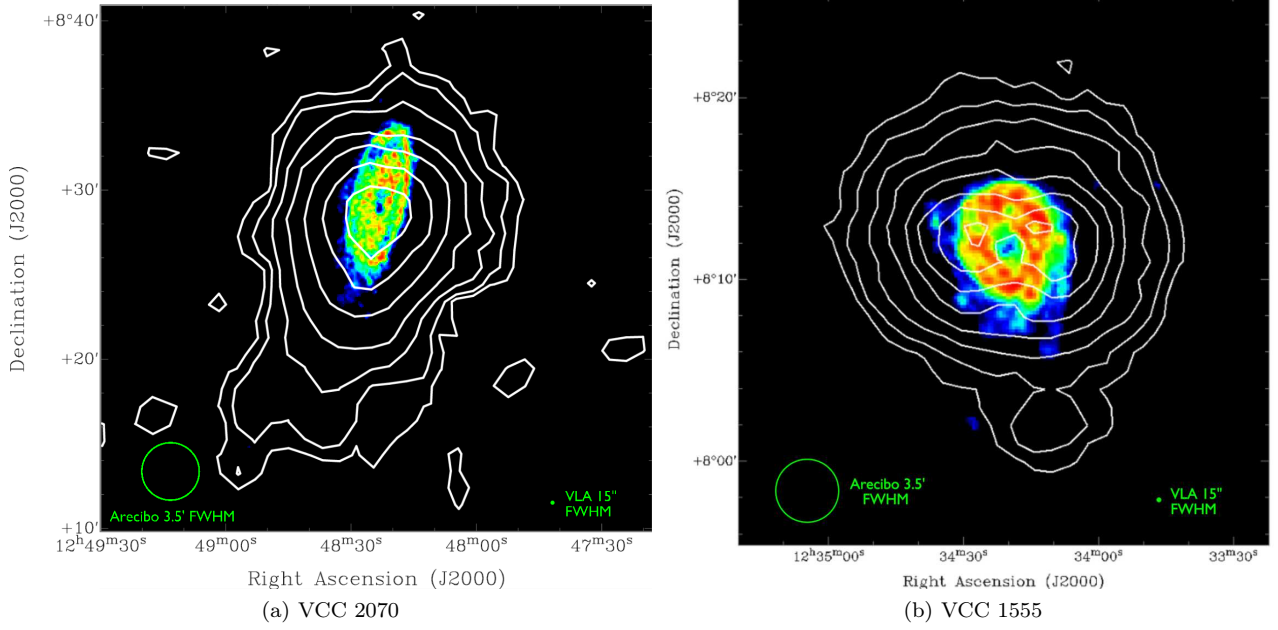 +8°40'
+30'
+20'
+10'
Declination (J2000)
12ʰ49ᵐ30ˢ
49ᵐ00ˢ
48ᵐ30ˢ
48ᵐ00ˢ
47ᵐ30ˢ
Right Ascension (J2000)
Arecibo 3.5' FWHM
VLA 15"
FWHM
(a) VCC 2070
+8°20'
+8°10'
+8°00'
Declination (J2000)
12ʰ35ᵐ00ˢ
34ᵐ30ˢ
34ᵐ00ˢ
33ᵐ30ˢ
Right Ascension (J2000)
Arecibo 3.5'
FWHM
VLA 15"
FWHM
(b) VCC 1555